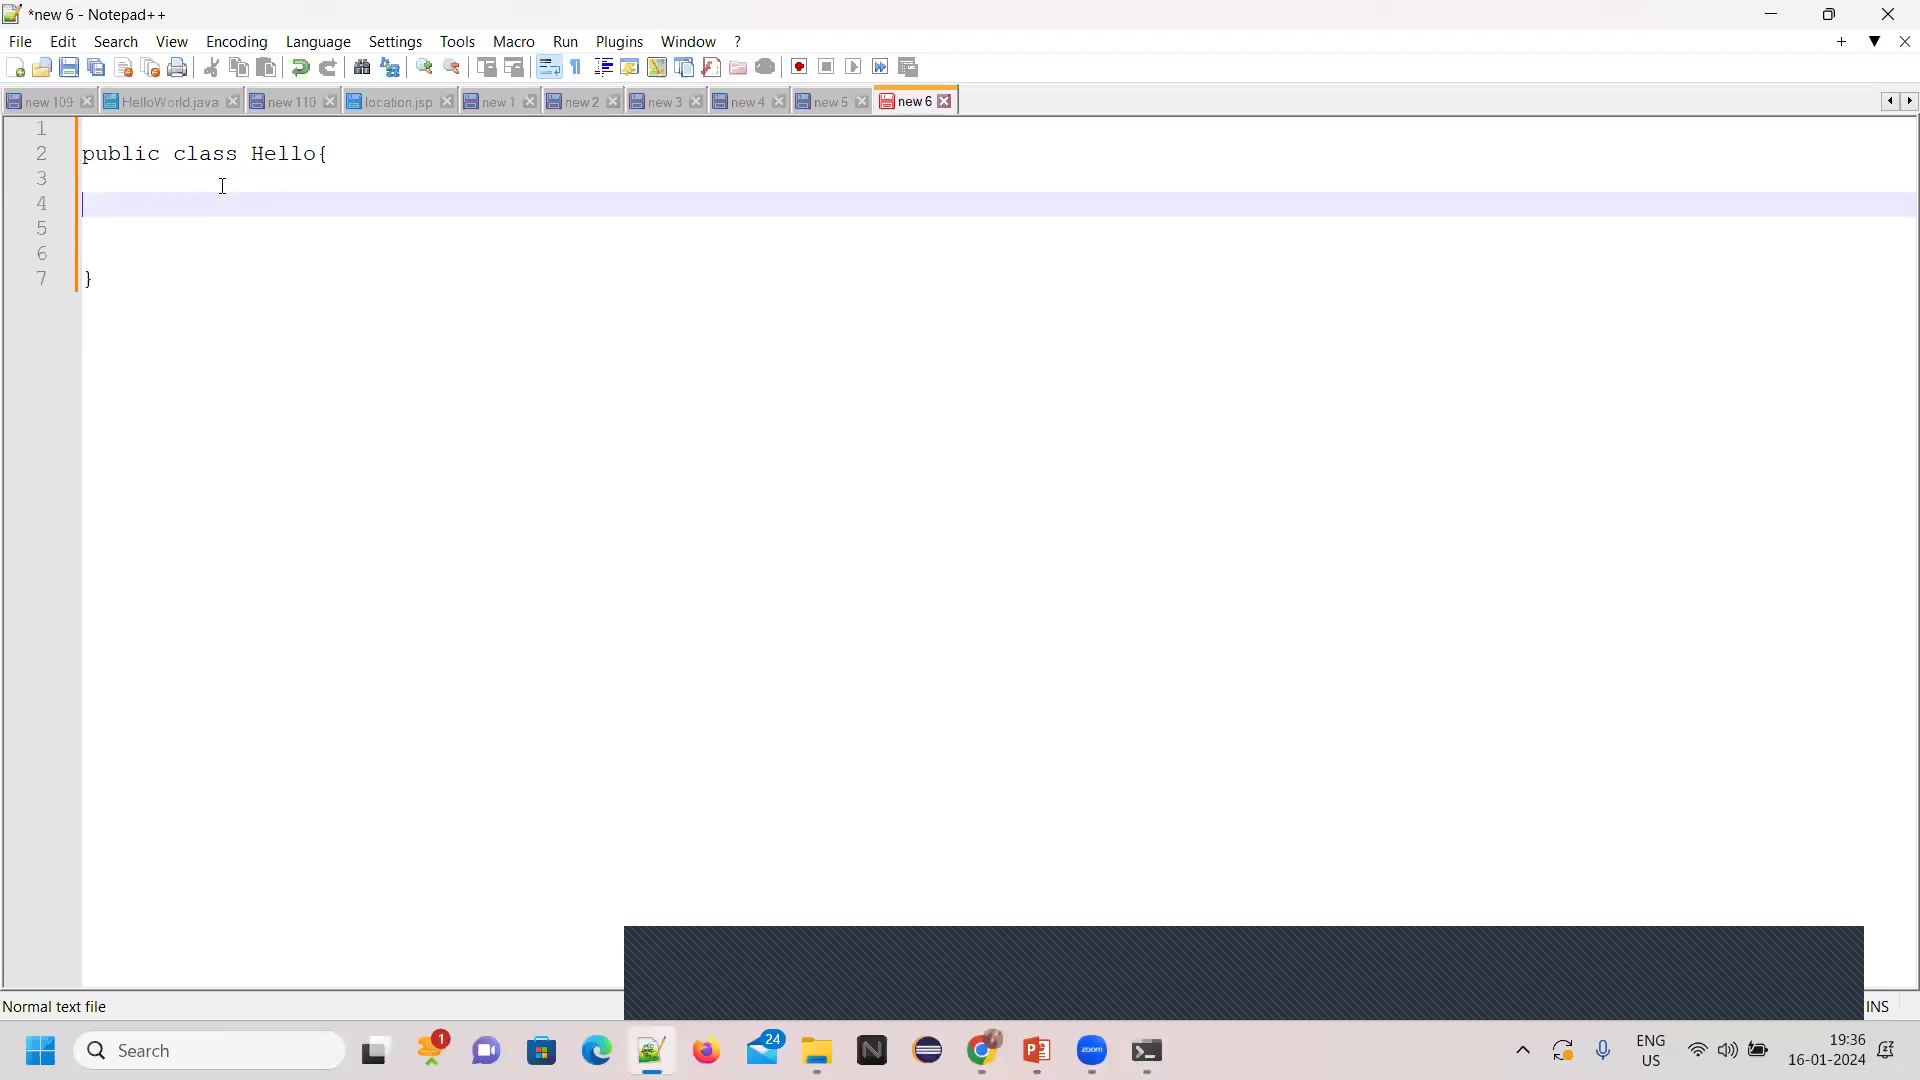 *new 6 - Notepad++
File Edit Search View Encoding Language Settings Tools Macro Run Plugins Window ?
new 109 HelloWorld.java new 110 location.jsp new 1 new 2 new 3 new 4 new 5 new 6
1
2 public class Hello{
3
4
5
6
7 }
Normal text file INS
Search 1 24 zoom ENG 19:36
US 16-01-2024